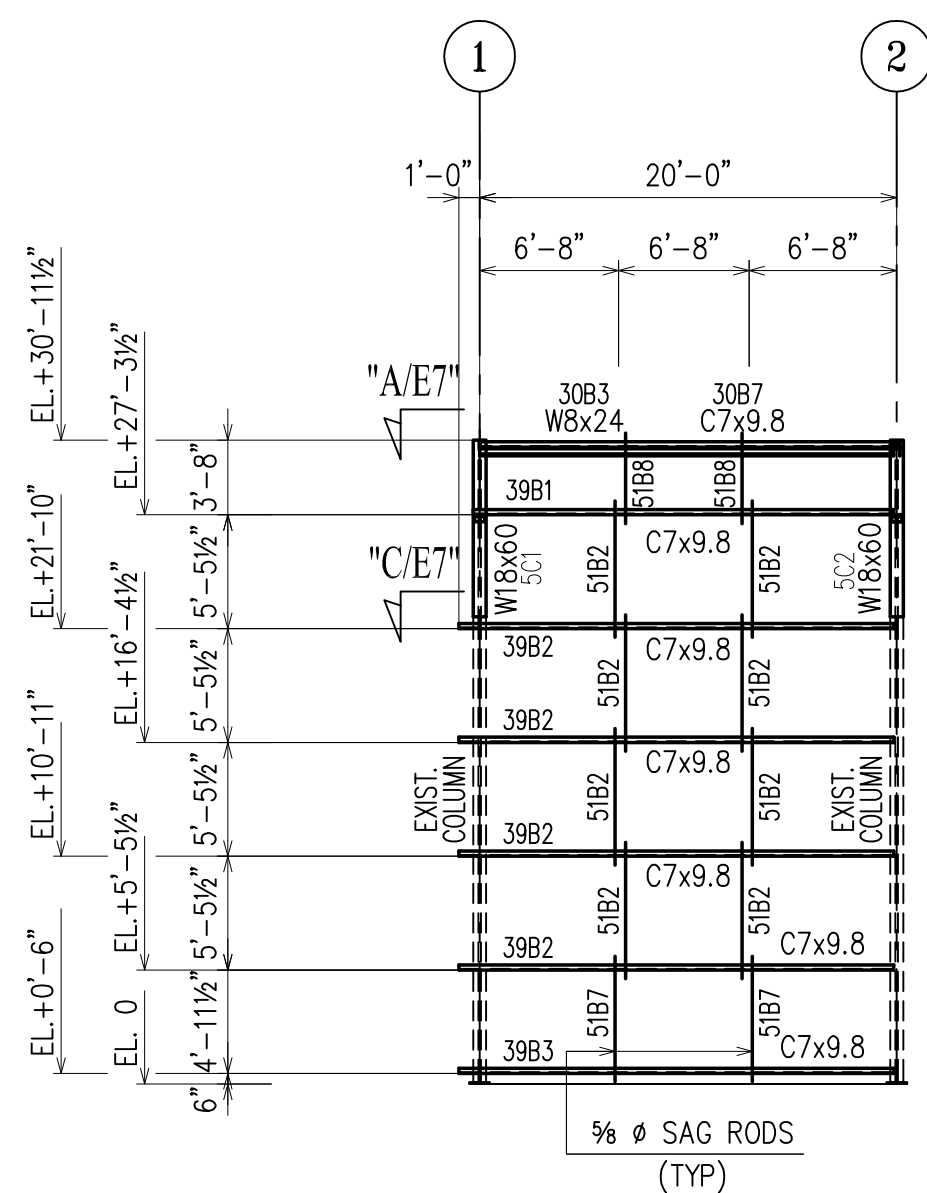 1
2
1'-0"
20'-0"
6'-8"
6'-8"
6'-8"
EL.+30'-11½"
EL.+27'-3½"
EL.+21'-10"
EL.+16'-4½"
EL.+10'-11"
EL.+5'-5½"
EL.+0'-6"
EL. 0
3'-8"
5'-5½"
5'-5½"
5'-5½"
5'-5½"
4'-11½"
6"
"A/E7"
"C/E7"
30B3
W8x24
30B7
C7x9.8
51B8
51B8
39B1
C7x9.8
W18x60
5C1
51B2
51B2
5C2
W18x60
39B2
C7x9.8
51B2
51B2
39B2
C7x9.8
EXIST.
COLUMN
51B2
51B2
EXIST.
COLUMN
39B2
C7x9.8
51B2
51B2
39B2
C7x9.8
51B7
51B7
39B3
C7x9.8
⅝ ø SAG RODS
(TYP)